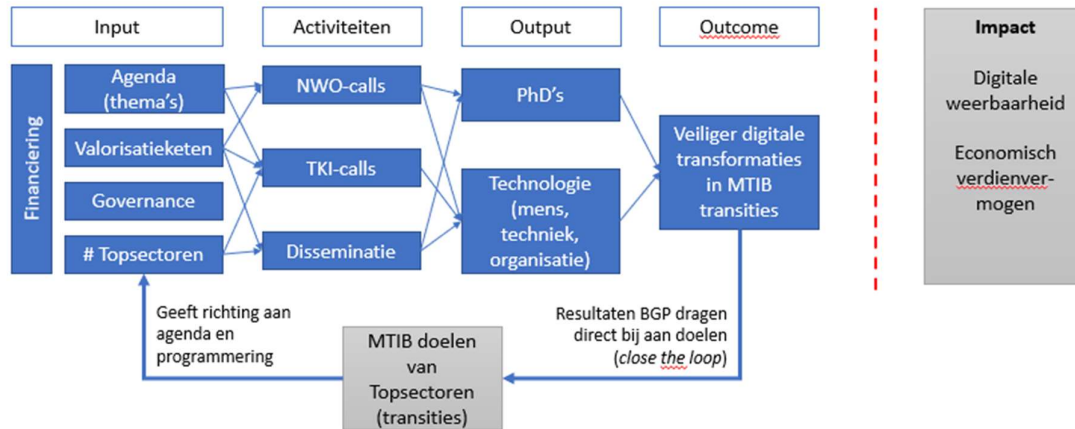 Input
Activiteiten
Output
Outcome
Impact
Financiering
Agenda
(thema's)
Valorisatieketen
Governance
# Topsectoren
NWO-calls
TKI-calls
Disseminatie
PhD's
Technologie
(mens,
techniek,
organisatie)
Veiliger digitale
transformaties
in MTIB
transities
Digitale
weerbaarheid
Economisch
verdienver-
mogen
Geeft richting aan
agenda en
programmering
MTIB doelen
van
Topsectoren
(transities)
Resultaten BGP dragen
direct bij aan doelen
(close the loop)